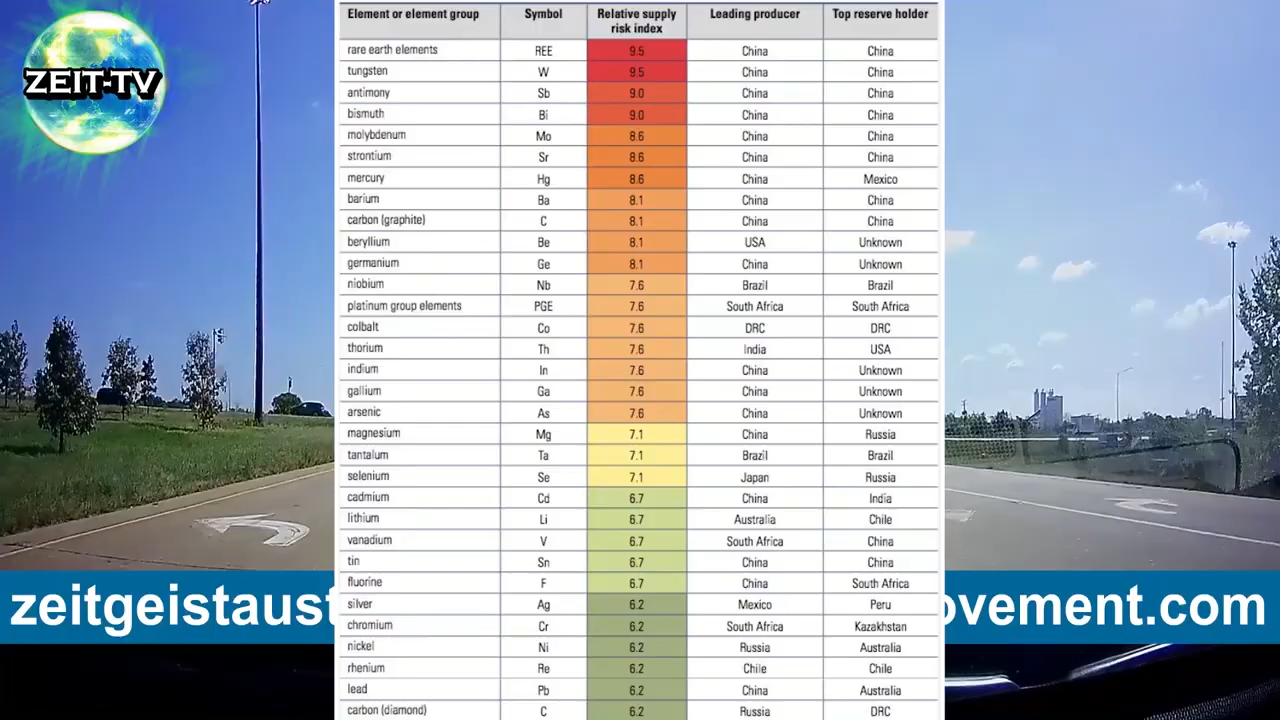 ZEIT-TV
Element or element group Symbol Relative supply risk index Leading producer Top reserve holder
rare earth elements REE 9.5 China China
tungsten W 9.5 China China
antimony Sb 9.0 China China
bismuth Bi 9.0 China China
molybdenum Mo 8.6 China China
strontium Sr 8.6 China China
mercury Hg 8.6 China Mexico
barium Ba 8.1 China China
carbon (graphite) C 8.1 China China
beryllium Be 8.1 USA Unknown
germanium Ge 8.1 China Unknown
niobium Nb 7.6 Brazil Brazil
platinum group elements PGE 7.6 South Africa South Africa
colbalt Co 7.6 DRC DRC
thorium Th 7.6 India USA
indium In 7.6 China Unknown
gallium Ga 7.6 China Unknown
arsenic As 7.6 China Unknown
magnesium Mg 7.1 China Russia
tantalum Ta 7.1 Brazil Brazil
selenium Se 7.1 Japan Russia
cadmium Cd 6.7 China India
lithium Li 6.7 Australia Chile
vanadium V 6.7 South Africa China
tin Sn 6.7 China China
fluorine F 6.7 China South Africa
silver Ag 6.2 Mexico Peru
chromium Cr 6.2 South Africa Kazakhstan
nickel Ni 6.2 Russia Australia
rhenium Re 6.2 Chile Chile
lead Pb 6.2 China Australia
carbon (diamond) C 6.2 Russia DRC
zeitgeistaust ovement.com